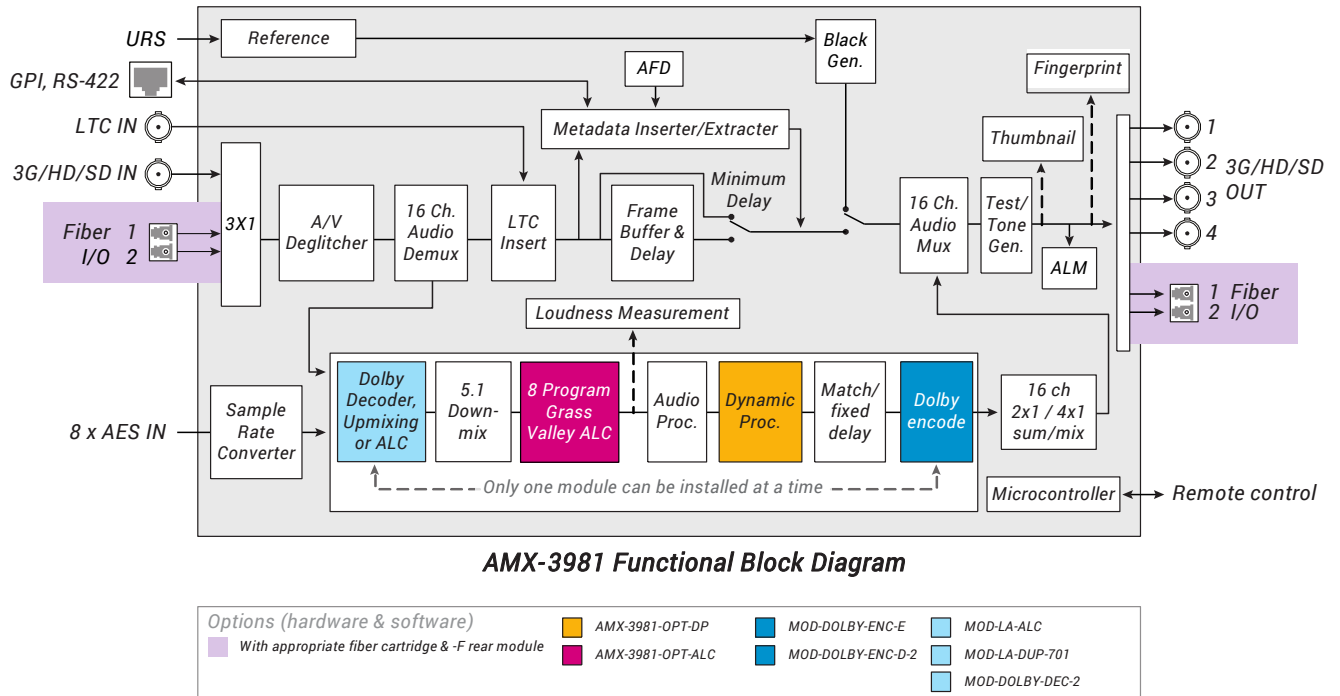 URS
Reference
Black
Gen.
GPI, RS-422
AFD
Fingerprint
LTC IN
Metadata Inserter/Extracter
Thumbnail
3G/HD/SD IN
Minimum
Delay
Fiber 1
I/O 2
3X1
A/V
Deglitcher
16 Ch.
Audio
Demux
LTC
Insert
Frame
Buffer &
Delay
16 Ch.
Audio
Mux
Test/
Tone
Gen.
ALM
1
2
3
4
3G/HD/SD
OUT
1 Fiber
2 I/O
Loudness Measurement
8 x AES IN
Sample
Rate
Converter
Dolby
Decoder,
Upmixing
or ALC
5.1
Down-
mix
8 Program
Grass
Valley ALC
Audio
Proc.
Dynamic
Proc.
Match/
fixed
delay
Dolby
encode
16 ch
2x1 / 4x1
sum/mix
Only one module can be installed at a time
Microcontroller
Remote control
AMX-3981 Functional Block Diagram
Options (hardware & software)
With appropriate fiber cartridge & -F rear module
AMX-3981-OPT-DP
AMX-3981-OPT-ALC
MOD-DOLBY-ENC-E
MOD-DOLBY-ENC-D-2
MOD-LA-ALC
MOD-LA-DUP-701
MOD-DOLBY-DEC-2